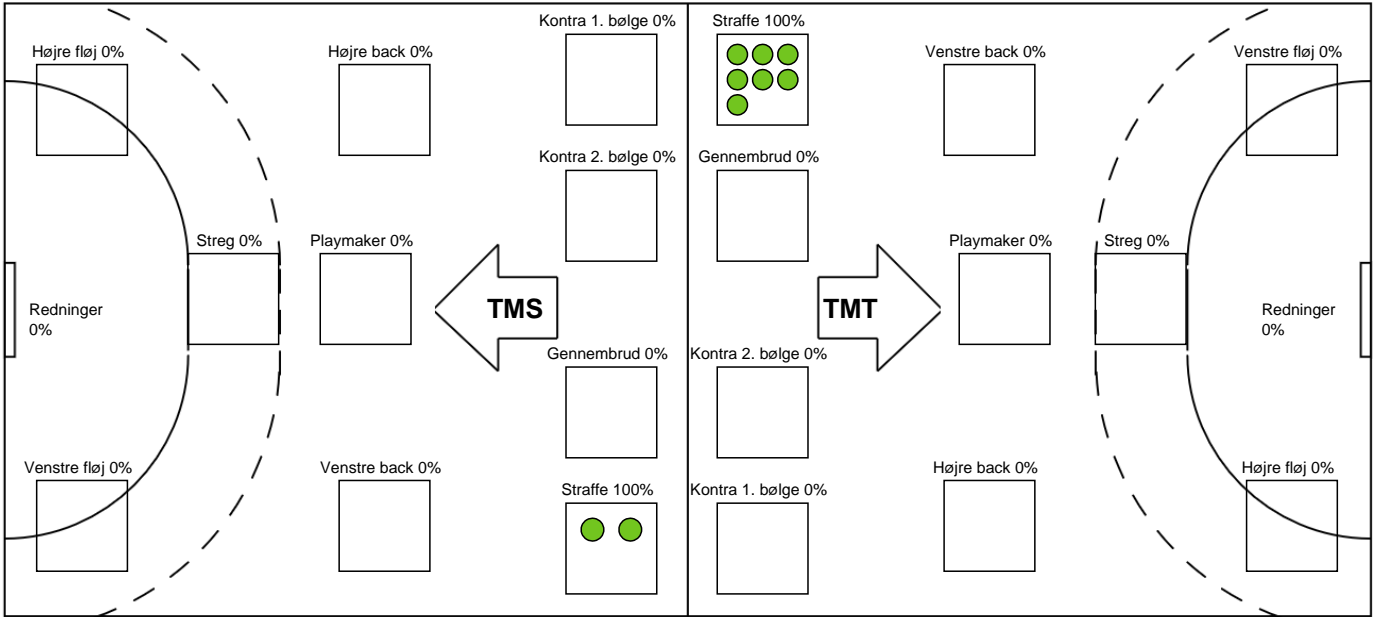 Kontra 1. bølge 0%
Straffe 100%
Højre fløj 0%
Højre back 0%
Venstre back 0%
Venstre fløj 0%
Kontra 2. bølge 0%
Gennembrud 0%
Streg 0%
Playmaker 0%
Playmaker 0%
Streg 0%
Redninger
0%
TMS
TMT
Redninger
0%
Gennembrud 0%
Kontra 2. bølge 0%
Venstre fløj 0%
Venstre back 0%
Højre back 0%
Højre fløj 0%
Straffe 100%
Kontra 1. bølge 0%